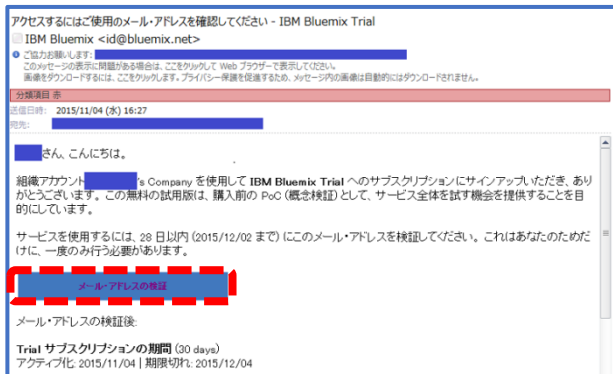 アクセスするにはご使用のメール・アドレスを確認してください - IBM Bluemix Trial
IBM Bluemix <id@bluemix.net>
ご協力お願いします:
このメッセージの表示に問題がある場合は、ここをクリックして Web ブラウザーで表示してください。
画像をダウンロードするには、ここをクリックします。プライバシー保護を促進するため、メッセージ内の画像は自動的にはダウンロードされません。
分類項目 赤
送信日時: 2015/11/04 (水) 16:27
宛先:
さん、こんにちは。
組織アカウント 's Company を使用して IBM Bluemix Trial へのサブスクリプションにサインアップいただき、あり
がとうございます。この無料の試用版は、購入前の PoC (概念検証) として、サービス全体を試す機会を提供することを目
的にしています。
サービスを使用するには、28 日以内 (2015/12/02 まで) にこのメール・アドレスを検証してください。これはあなたのためだ
けに、一度のみ行う必要があります。
メール・アドレスの検証
メール・アドレスの検証後:
Trial サブスクリプションの期間 (30 days)
アクティブ化: 2015/11/04 | 期限切れ: 2015/12/04